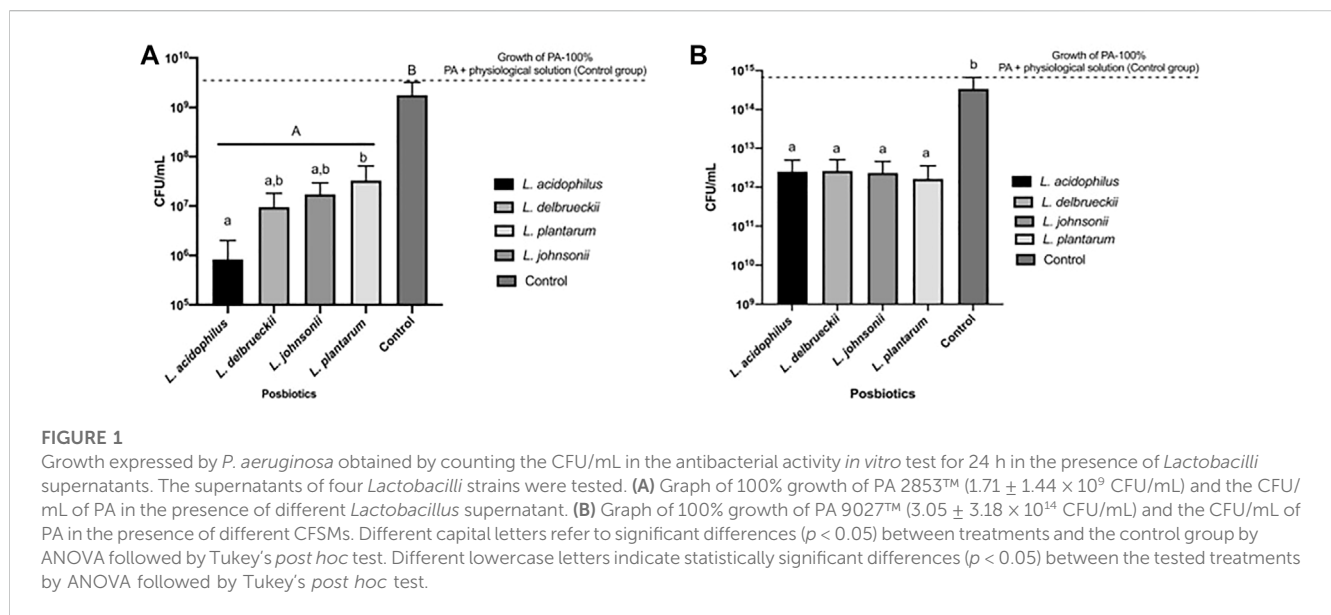 A
Growth of PA-100%
PA + physiological solution (Control group)
10¹⁰
10⁹
10⁸
10⁷
10⁶
10⁵
CFU/mL
a
a,b
a,b
b
A
B
L. acidophilus
L. delbrueckii
L. johnsonii
L. plantarum
Control
Posbiotics
L. acidophilus
L. delbrueckii
L. plantarum
L. johnsonii
Control
B
Growth of PA-100%
PA + physiological solution (Control group)
10¹⁵
10¹⁴
10¹³
10¹²
10¹¹
10¹⁰
10⁹
CFU/mL
a
a
a
a
b
L. acidophilus
L. delbrueckii
L. johnsonii
L. plantarum
Control
Posbiotics
L. acidophilus
L. delbrueckii
L. johnsonii
L. plantarum
Control
FIGURE 1
Growth expressed by P. aeruginosa obtained by counting the CFU/mL in the antibacterial activity in vitro test for 24 h in the presence of Lactobacilli
supernatants. The supernatants of four Lactobacilli strains were tested. (A) Graph of 100% growth of PA 2853™ (1.71 ± 1.44 × 10⁹ CFU/mL) and the CFU/
mL of PA in the presence of different Lactobacillus supernatant. (B) Graph of 100% growth of PA 9027™ (3.05 ± 3.18 × 10¹⁴ CFU/mL) and the CFU/mL of
PA in the presence of different CFSMs. Different capital letters refer to significant differences (p < 0.05) between treatments and the control group by
ANOVA followed by Tukey's post hoc test. Different lowercase letters indicate statistically significant differences (p < 0.05) between the tested treatments
by ANOVA followed by Tukey's post hoc test.